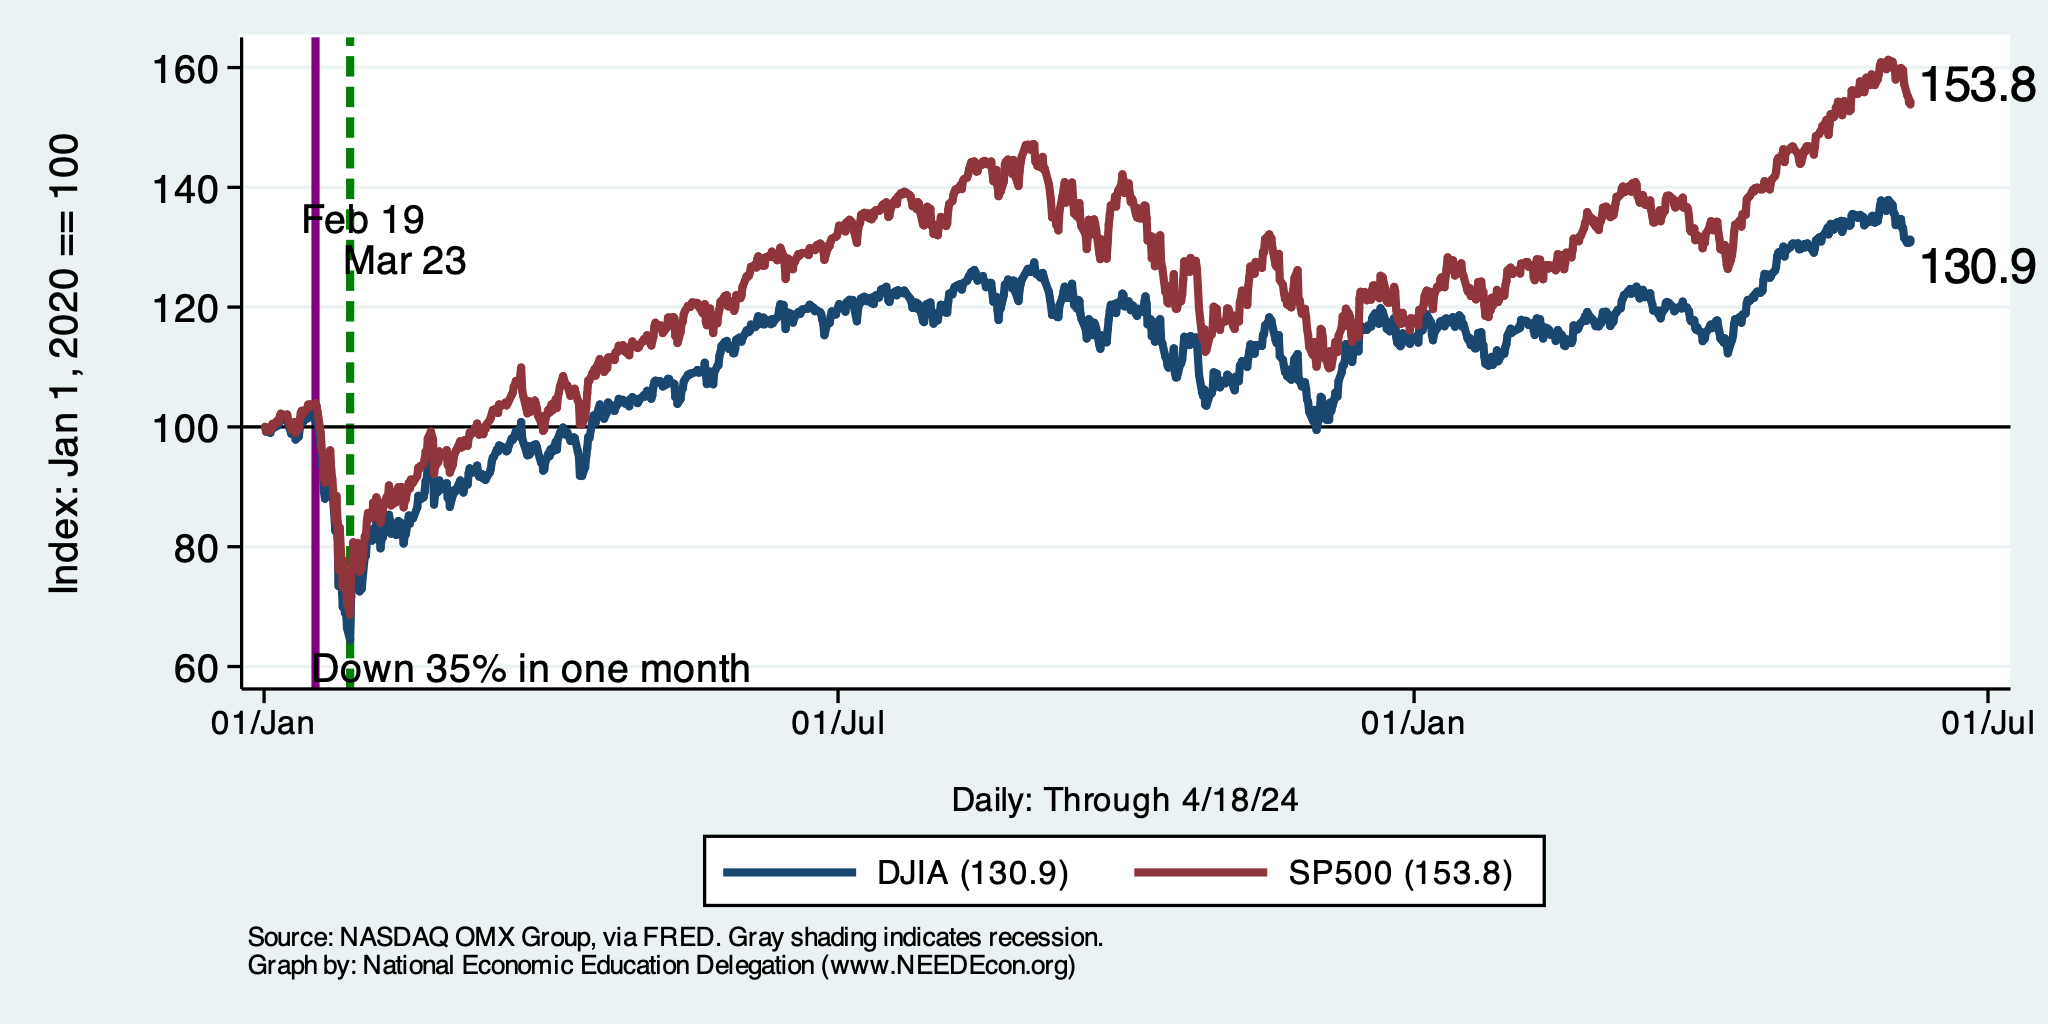 Index: Jan 1, 2020 == 100
160
140
120
100
80
60
Feb 19
Mar 23
153.8
130.9
Down 35% in one month
01/Jan
01/Jul
01/Jan
01/Jul
Daily: Through 4/18/24
DJIA (130.9)
SP500 (153.8)
Source: NASDAQ OMX Group, via FRED. Gray shading indicates recession.
Graph by: National Economic Education Delegation (www.NEEDEcon.org)